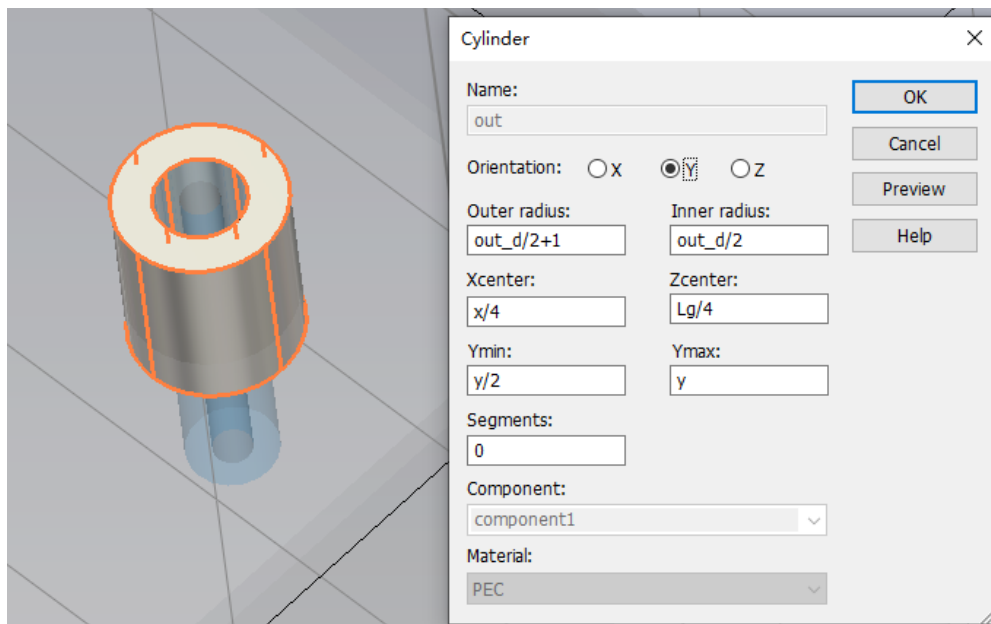 Cylinder
Name:
OK
out
Cancel
Orientation: X Y Z
Preview
Outer radius: Inner radius:
Help
out_d/2+1 out_d/2
Xcenter: Zcenter:
x/4 Lg/4
Ymin: Ymax:
y/2 y
Segments:
0
Component:
component1
Material:
PEC